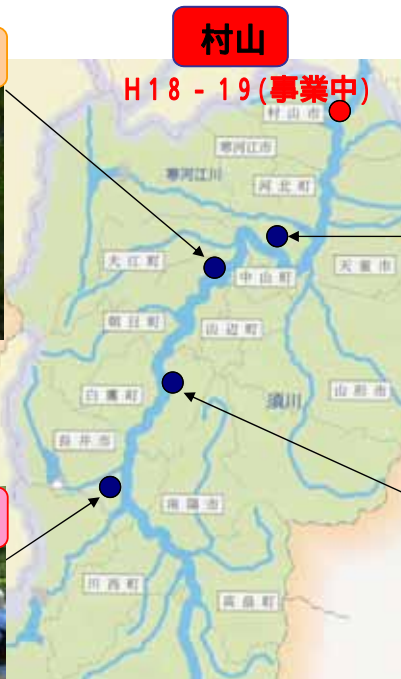 村山
H18-19(事業中)
村山市
寒河江市
寒河江川
河北町
天童市
大江町
中山町
朝日町
山辺町
白鷹町
須川
山形市
長井市
南陽市
川西町
高畠町